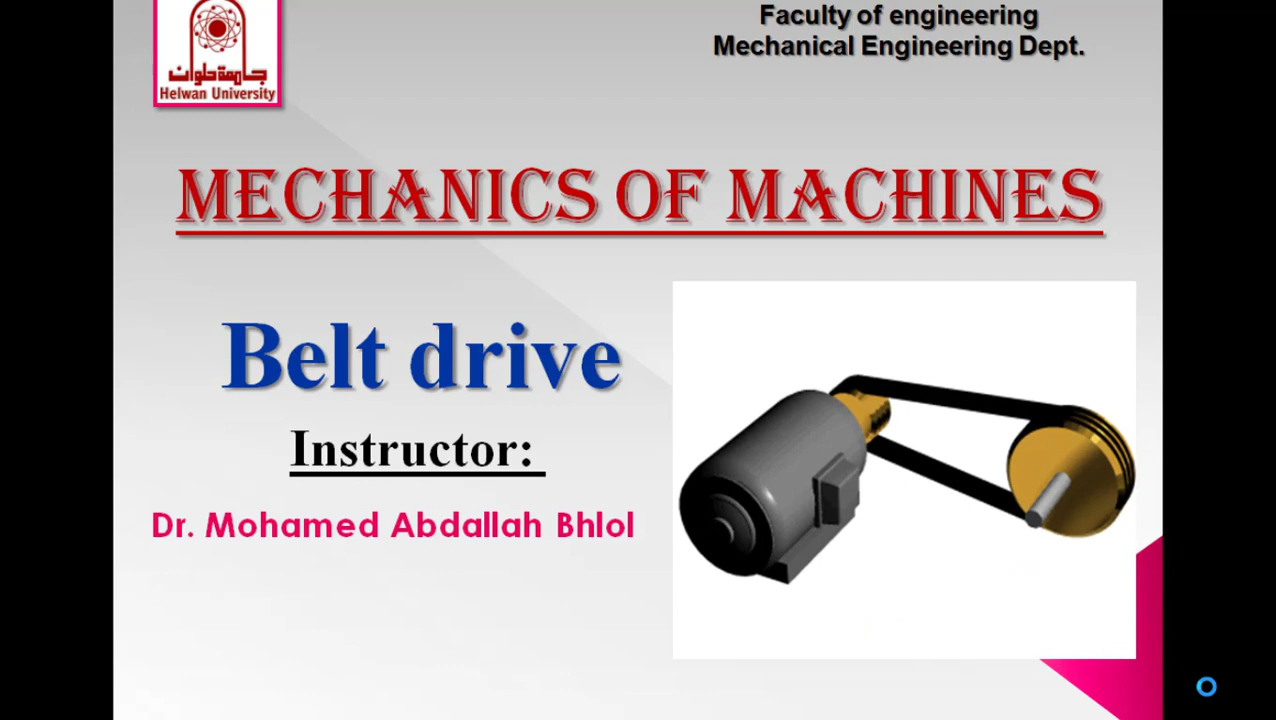 Faculty of engineering
Mechanical Engineering Dept.
جامعة حلوان
Helwan University
MECHANICS OF MACHINES
Belt drive
Instructor:
Dr. Mohamed Abdallah Bhlol